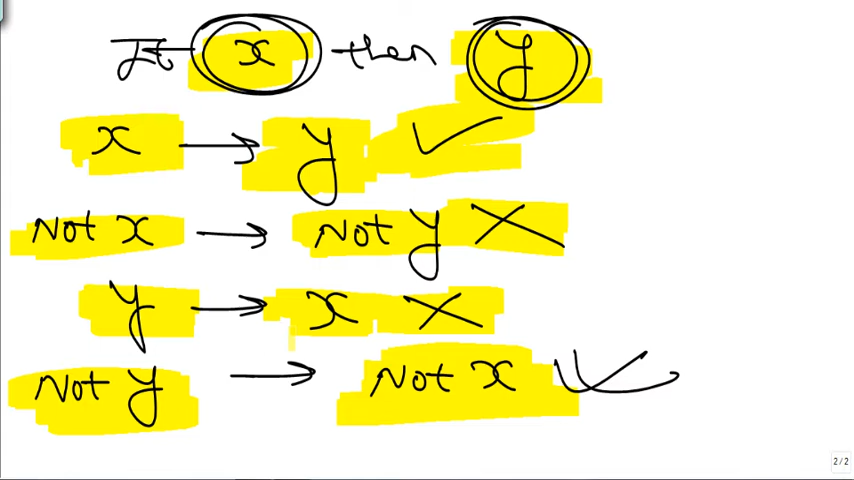 If x then y
x → y ✓
Not x → Not y ✗
y → x ✗
Not y → Not x ✓
2/2